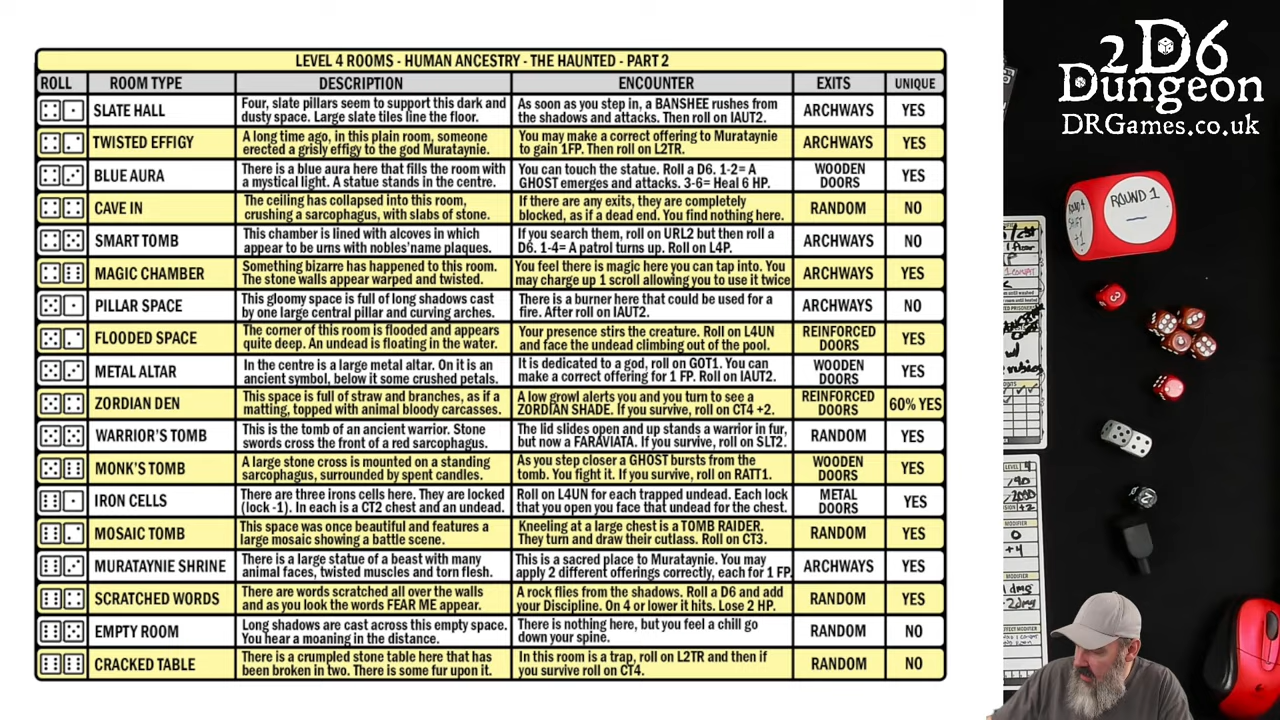 LEVEL 4 ROOMS - HUMAN ANCESTRY - THE HAUNTED - PART 2
ROLL ROOM TYPE DESCRIPTION ENCOUNTER EXITS UNIQUE
SLATE HALL
Four, slate pillars seem to support this dark and
dusty space. Large slate tiles line the floor.
As soon as you step in, a BANSHEE rushes from
the shadows and attacks. Then roll on IAUT2.
ARCHWAYS
YES
TWISTED EFFIGY
A long time ago, in this plain room, someone
erected a grisly effigy to the god Murataynie.
You may make a correct offering to Murataynie
to gain 1FP. Then roll on L2TR.
ARCHWAYS
YES
BLUE AURA
There is a blue aura here that fills the room with
a mystical light. A statue stands in the centre.
You can touch the statue. Roll a D6. 1-2= A
GHOST emerges and attacks. 3-6= Heal 6 HP.
WOODEN
DOORS
YES
CAVE IN
The ceiling has collapsed into this room,
crushing a sarcophagus, with slabs of stone.
If there are any exits, they are completely
blocked, as if a dead end. You find nothing here.
RANDOM
NO
SMART TOMB
This chamber is lined with alcoves in which
appear to be urns with nobles'name plaques.
If you search them, roll on URL2 but then roll a
D6. 1-4= A patrol turns up. Roll on L4P.
ARCHWAYS
NO
MAGIC CHAMBER
Something bizarre has happened to this room.
The stone walls appear warped and twisted.
You feel there is magic here you can tap into. You
may charge up 1 scroll allowing you to use it twice
ARCHWAYS
YES
PILLAR SPACE
This gloomy space is full of long shadows cast
by one large central pillar and curving arches.
There is a burner here that could be used for a
fire. After roll on IAUT2.
ARCHWAYS
NO
FLOODED SPACE
The corner of this room is flooded and appears
quite deep. An undead is floating in the water.
Your presence stirs the creature. Roll on L4UN
and face the undead climbing out of the pool.
REINFORCED
DOORS
YES
METAL ALTAR
In the centre is a large metal altar. On it is an
ancient symbol, below it some crushed petals.
It is dedicated to a god, roll on GOT1. You can
make a correct offering for 1 FP. Roll on IAUT2.
WOODEN
DOORS
YES
ZORDIAN DEN
This space is full of straw and branches, as if a
matting, topped with animal bloody carcasses.
A low growl alerts you and you turn to see a
ZORDIAN SHADE. If you survive, roll on CT4 +2.
REINFORCED
DOORS
60% YES
WARRIOR'S TOMB
This is the tomb of an ancient warrior. Stone
swords cross the front of a red sarcophagus.
The lid slides open and up stands a warrior in fur,
but now a FARAVIATA. If you survive, roll on SLT2.
RANDOM
YES
MONK'S TOMB
A large stone cross is mounted on a standing
sarcophagus, surrounded by spent candles.
As you step closer a GHOST bursts from the
tomb. You fight it. If you survive, roll on RATT1.
WOODEN
DOORS
YES
IRON CELLS
There are three irons cells here. They are locked
(lock -1). In each is a CT2 chest and an undead.
Roll on L4UN for each trapped undead. Each lock
that you open you face that undead for the chest.
METAL
DOORS
YES
MOSAIC TOMB
This space was once beautiful and features a
large mosaic showing a battle scene.
Kneeling at a large chest is a TOMB RAIDER.
They turn and draw their cutlass. Roll on CT3.
RANDOM
YES
MURATAYNIE SHRINE
There is a large statue of a beast with many
animal faces, twisted muscles and torn flesh.
This is a sacred place to Murataynie. You may
apply 2 different offerings correctly, each for 1 FP.
ARCHWAYS
YES
SCRATCHED WORDS
There are words scratched all over the walls
and as you look the words FEAR ME appear.
A rock flies from the shadows. Roll a D6 and add
your Discipline. On 4 or lower it hits. Lose 2 HP.
RANDOM
YES
EMPTY ROOM
Long shadows are cast across this empty space.
You hear a moaning in the distance.
There is nothing here, but you feel a chill go
down your spine.
RANDOM
NO
CRACKED TABLE
There is a crumpled stone table here that has
been broken in two. There is some fur upon it.
In this room is a trap, roll on L2TR and then if
you survive roll on CT4.
RANDOM
NO
2D6
Dungeon
DRGames.co.uk
ROUND 1